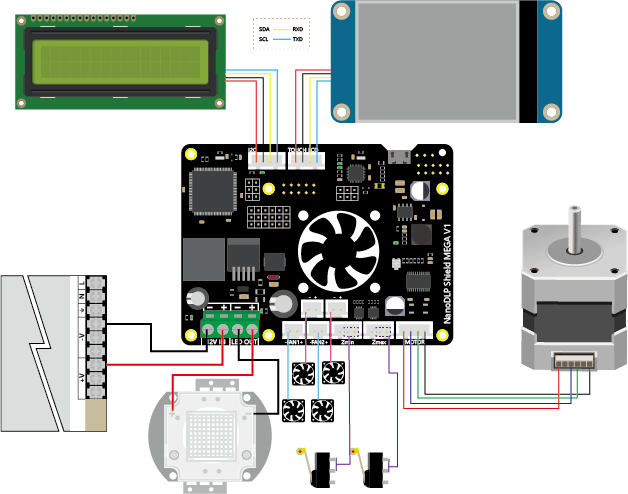 SDA RXD
SCL TXD
I2C TOUCH LCD
NanoDLP Shield MEGA V1
L
N
-V
+V
- + - +
12V IN LED OUT
- +
- +
-FAN1+ -FAN2+ Zmin Zmax MOTOR